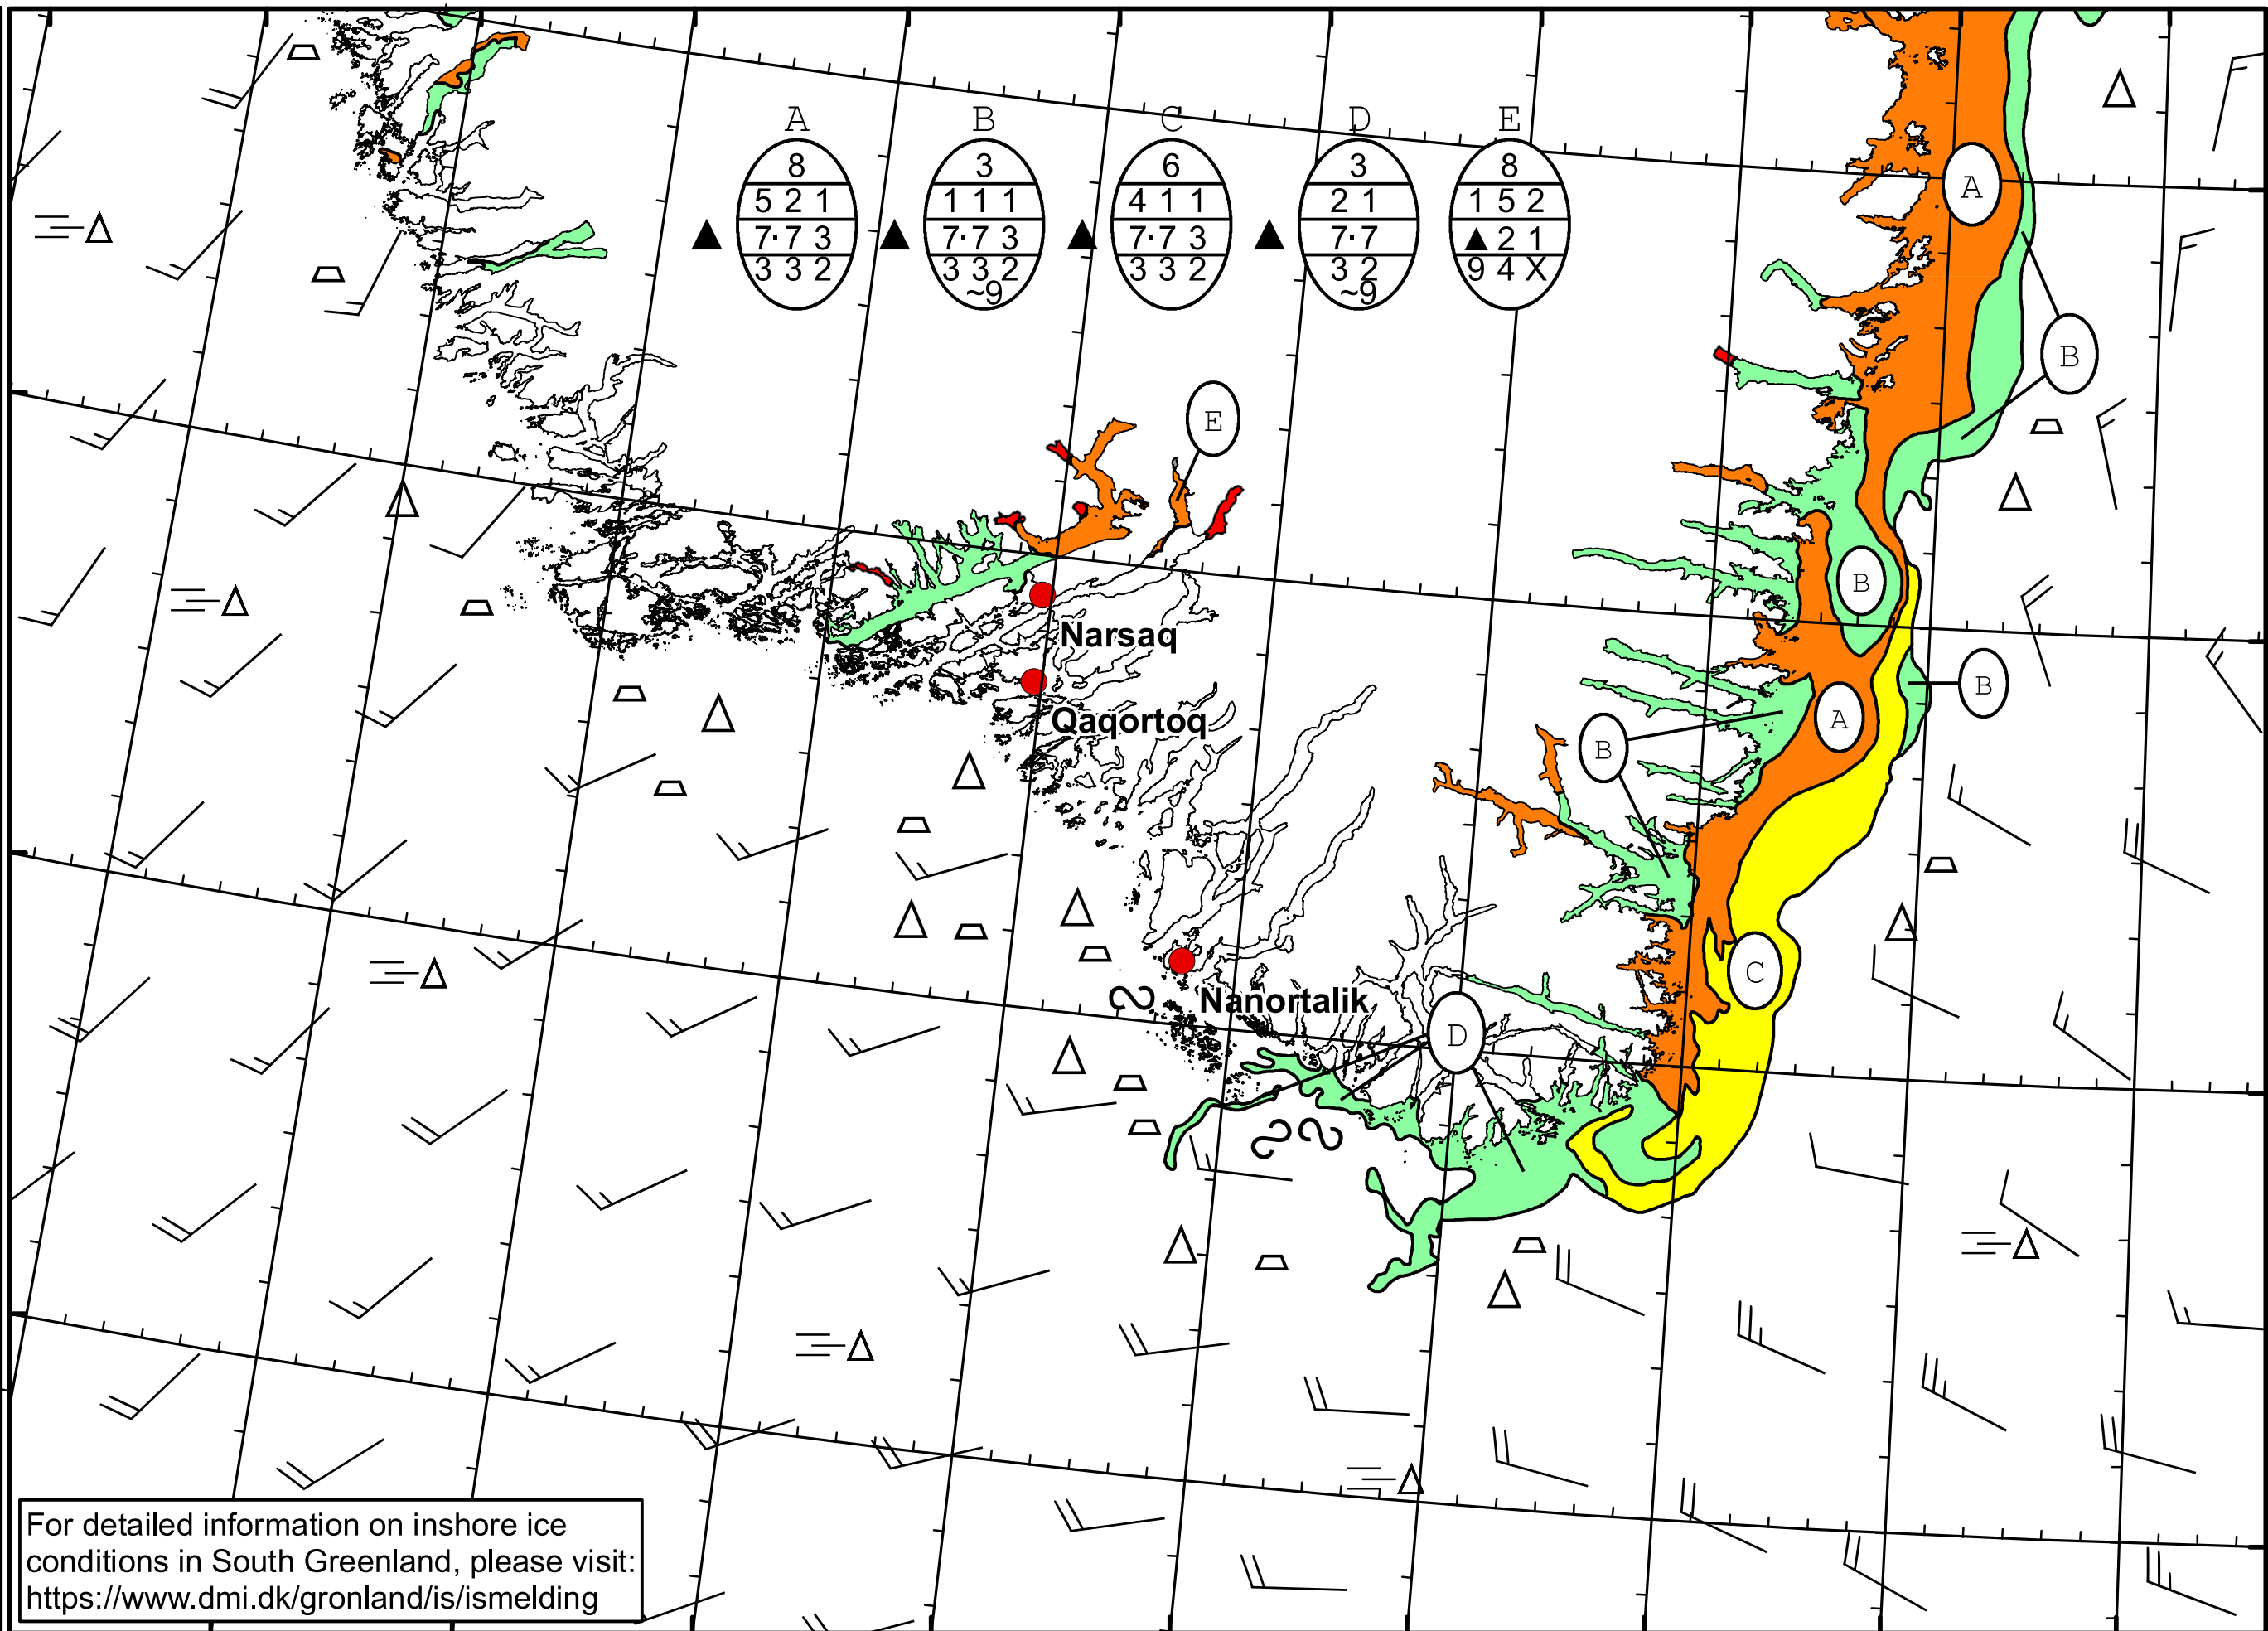 A B C D E
8 3 6 3 8
5 2 1 1 1 1 4 1 1 2 1 1 5 2
7·7 3 7·7 3 7·7 3 7·7 ▲ 2 1
3 3 2 3 3 2 3 3 2 3 2 9 4 X
~9 ~9
A
B
E
B
Narsaq
B
A
Qaqortoq
B
C
Nanortalik
D
For detailed information on inshore ice
conditions in South Greenland, please visit:
https://www.dmi.dk/gronland/is/ismelding